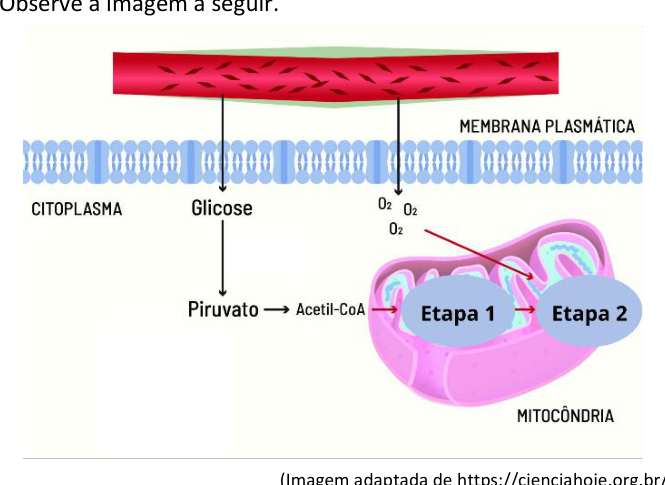 Observe a imagem a seguir.
MEMBRANA PLASMÁTICA
CITOPLASMA
Glicose
O₂ O₂
O₂
Piruvato
Acetil-CoA
Etapa 1
Etapa 2
MITOCÔNDRIA
(Imagem adaptada de https://cienciahoje.org.br/